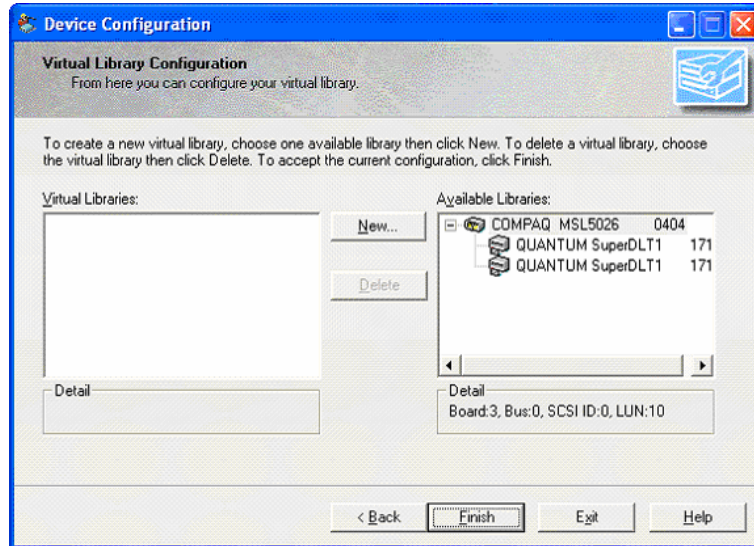 Device Configuration
Virtual Library Configuration
From here you can configure your virtual library.
To create a new virtual library, choose one available library then click New. To delete a virtual library, choose
the virtual library then click Delete. To accept the current configuration, click Finish.
Virtual Libraries:
Available Libraries:
New...
Delete
COMPAQ MSL5026 0404
QUANTUM SuperDLT1 171
QUANTUM SuperDLT1 171
Detail
Detail
Board:3, Bus:0, SCSI ID:0, LUN:10
< Back
Finish
Exit
Help